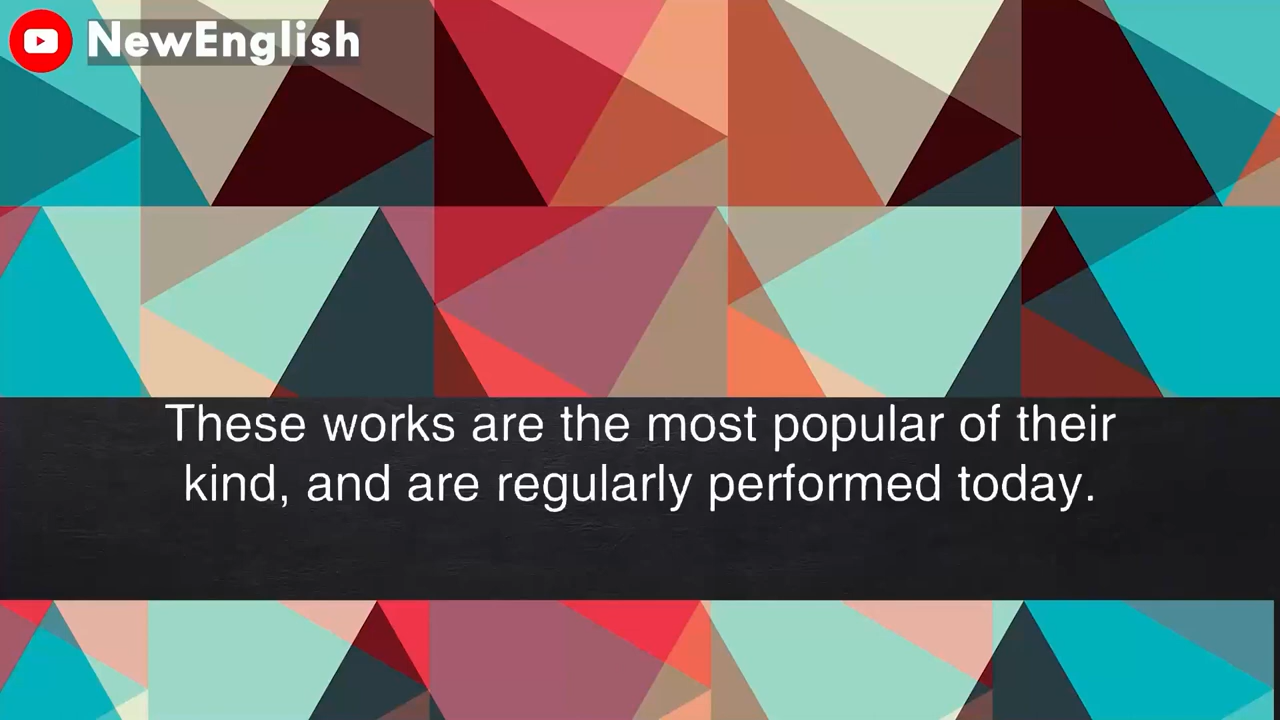 NewEnglish
These works are the most popular of their
kind, and are regularly performed today.